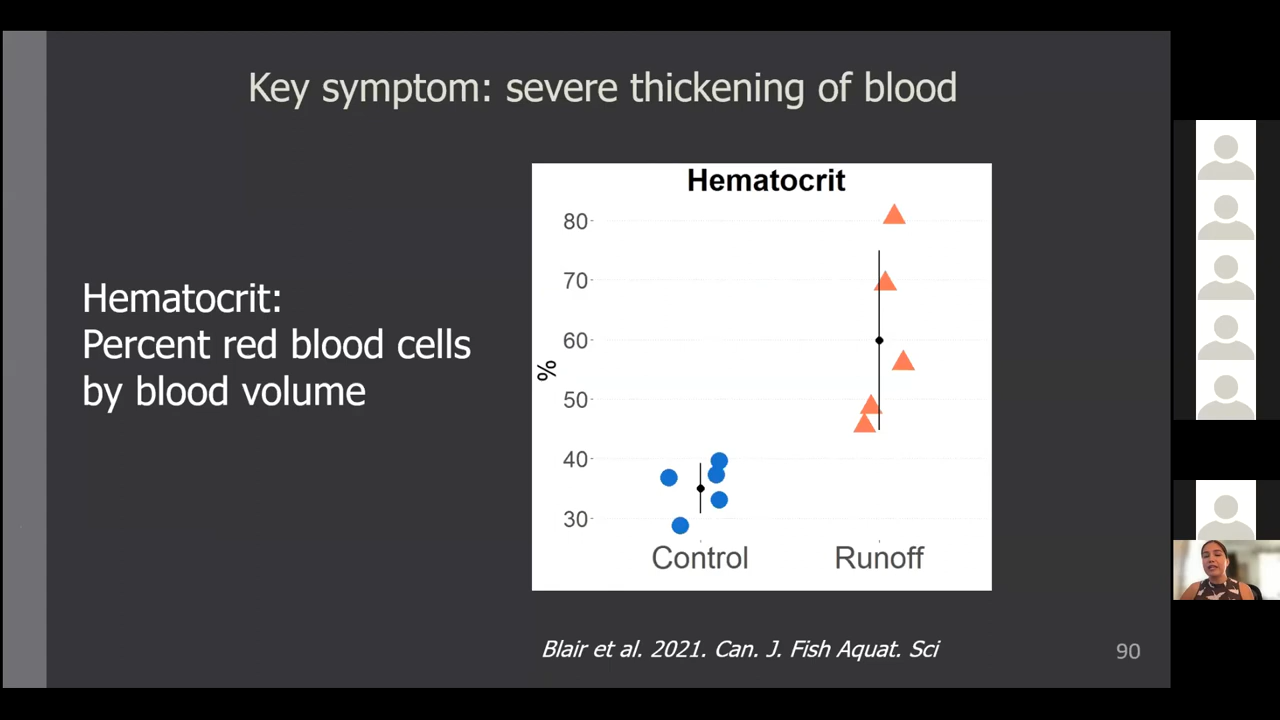 Key symptom: severe thickening of blood
Hematocrit:
Percent red blood cells
by blood volume
Hematocrit
80
70
60
50
40
30
%
Control
Runoff
Blair et al. 2021. Can. J. Fish Aquat. Sci
90